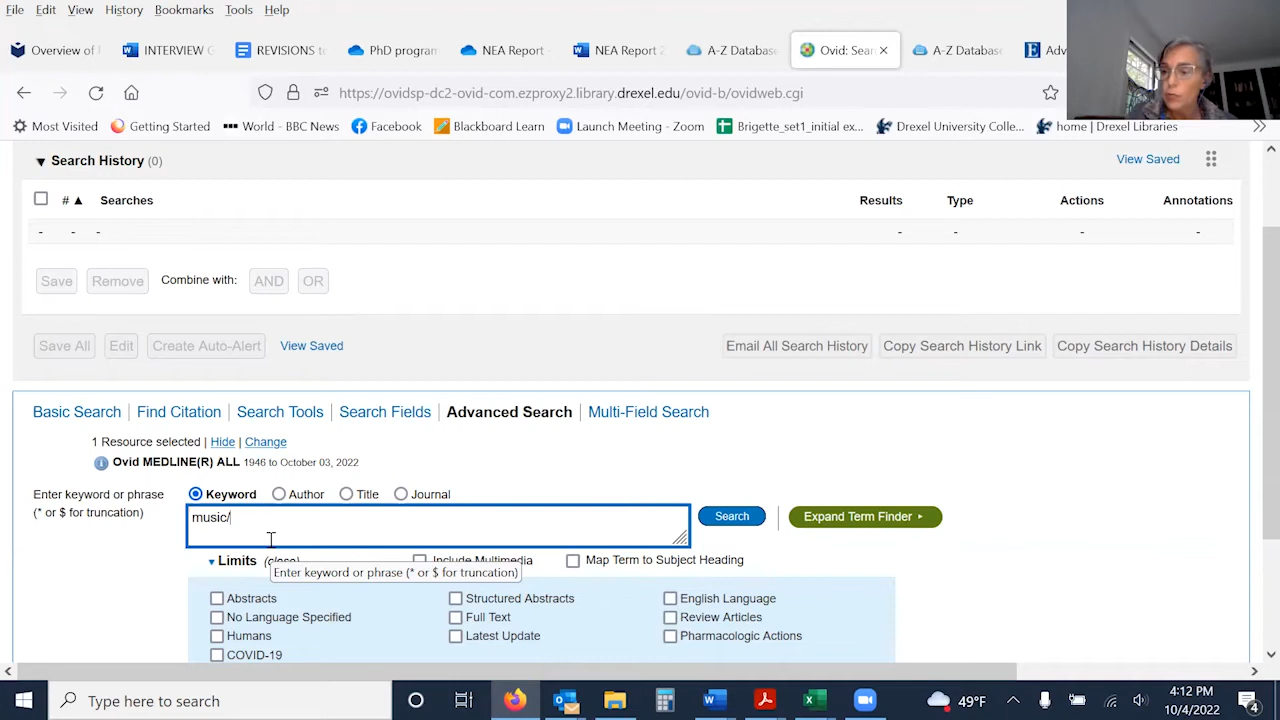 File Edit View History Bookmarks Tools Help
Overview of INTERVIEW G REVISIONS to PhD program NEA Report NEA Report 2 A-Z Database Ovid: Sear A-Z Database Adv
https://ovidsp-dc2-ovid-com.ezproxy2.library.drexel.edu/ovid-b/ovidweb.cgi
Most Visited Getting Started World - BBC News Facebook Blackboard Learn Launch Meeting - Zoom Brigette_set1_initial ex... Drexel University Colle... home | Drexel Libraries
Search History (0) View Saved
# ▲ Searches Results Type Actions Annotations
- - - - - - -
Save Remove Combine with: AND OR
Save All Edit Create Auto-Alert View Saved Email All Search History Copy Search History Link Copy Search History Details
Basic Search | Find Citation | Search Tools | Search Fields | Advanced Search | Multi-Field Search
1 Resource selected | Hide | Change
Ovid MEDLINE(R) ALL 1946 to October 03, 2022
Enter keyword or phrase Keyword Author Title Journal
(* or $ for truncation) music/ Search Expand Term Finder
Limits (close) Include Multimedia Map Term to Subject Heading
Enter keyword or phrase (* or $ for truncation)
Abstracts Structured Abstracts English Language
No Language Specified Full Text Review Articles
Humans Latest Update Pharmacologic Actions
COVID-19
Type here to search 49°F 4:12 PM
10/4/2022 4